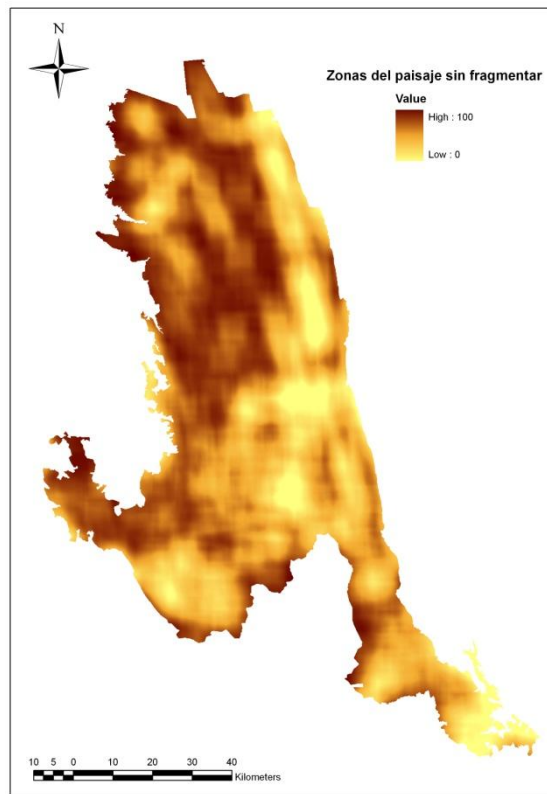 N
Zonas del paisaje sin fragmentar
Value
High : 100
Low : 0
10 5 0 10 20 30 40
Kilometers